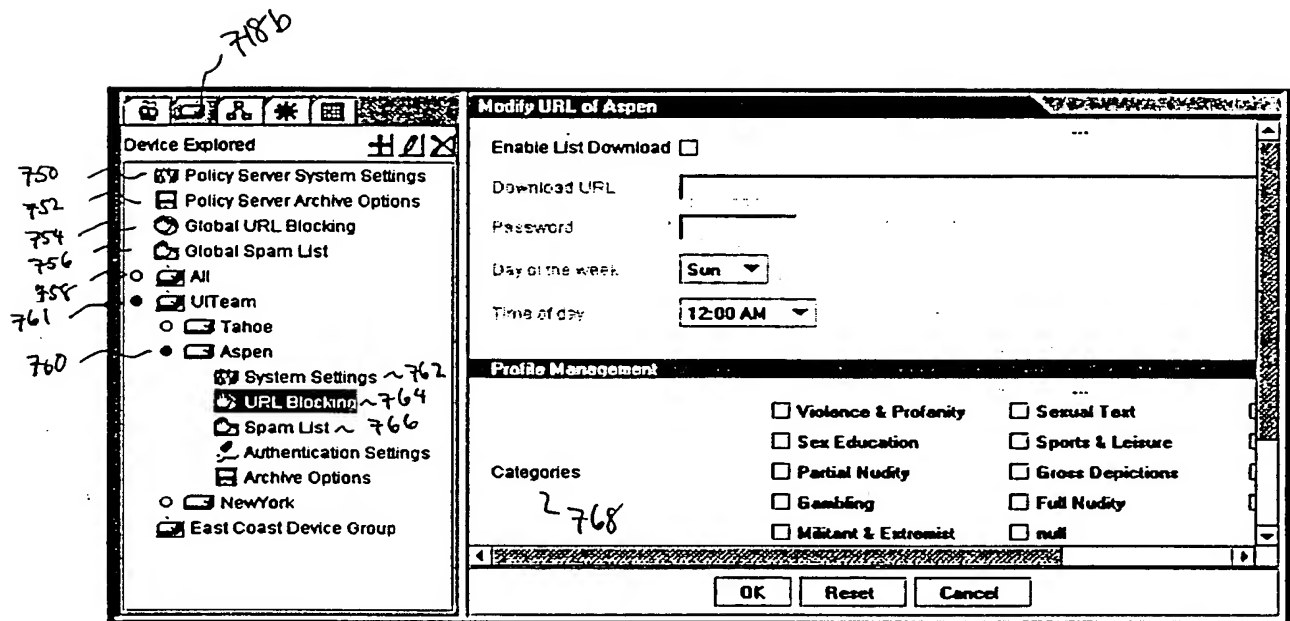 718b
Device Explored
750 Policy Server System Settings
752 Policy Server Archive Options
754 Global URL Blocking
756 Global Spam List
758 All
761 UITeam
Tahoe
760 Aspen
System Settings ~762
URL Blocking ~764
Spam List ~ 766
Authentication Settings
Archive Options
NewYork
East Coast Device Group
Modify URL of Aspen
Enable List Download
Download URL
Password
Day of the week Sun
Time of day 12:00 AM
Profile Management
Violence & Profanity Sexual Text
Sex Education Sports & Leisure
Categories Partial Nudity Gross Depictions
768 Gambling Full Nudity
Militant & Extremist null
OK Reset Cancel